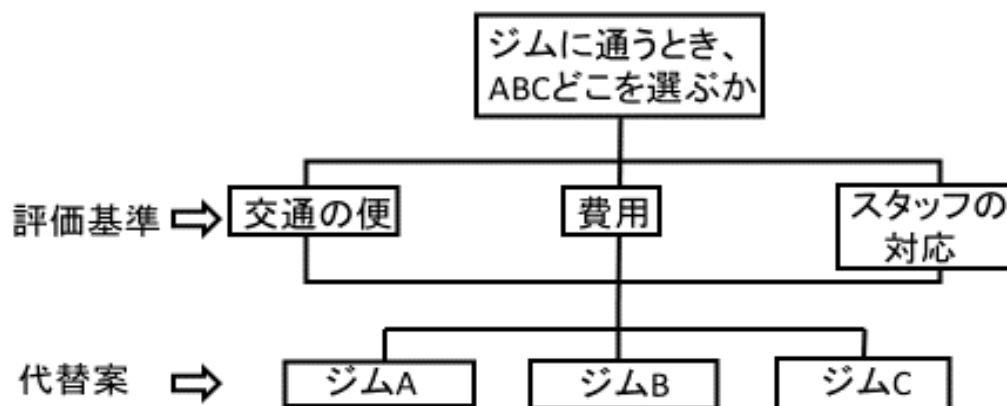 ジムに通うとき、
ABCどこを選ぶか
評価基準
交通の便
費用
スタッフの
対応
代替案
ジムA
ジムB
ジムC